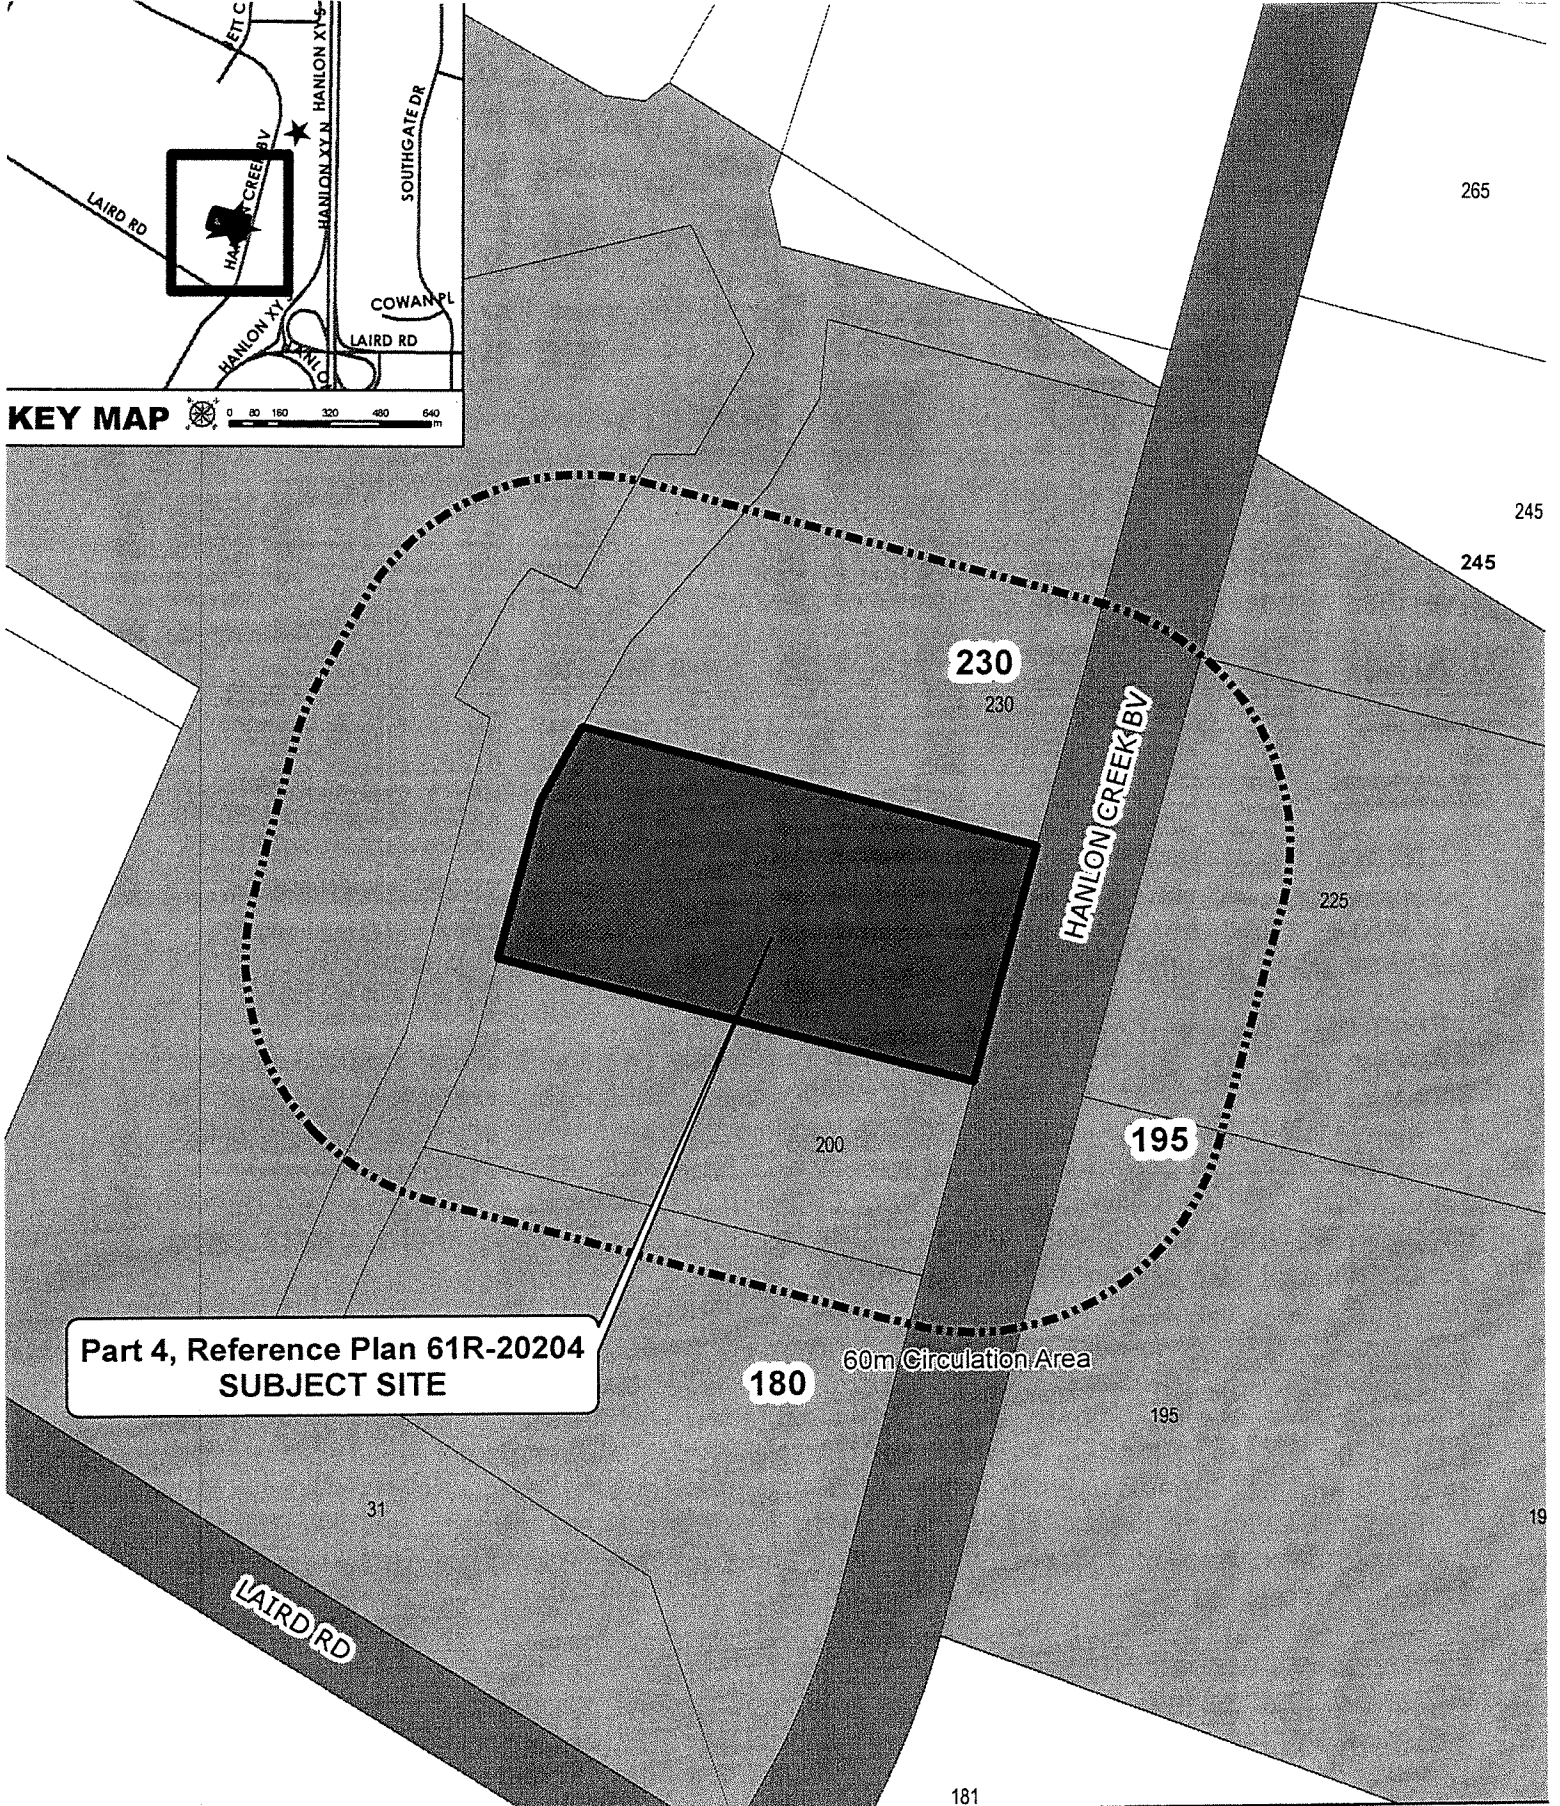 HANLON XY S
HANLON XY N
SOUTHGATE DR
LAIRD RD
COWAN PL
HANLON XY
LAIRD RD
KEY MAP
0 80 160 320 480 640
m
265
245
245
230
230
HANLON CREEK BV
225
195
200
Part 4, Reference Plan 61R-20204
SUBJECT SITE
60m Circulation Area
180
195
31
19
LAIRD RD
181